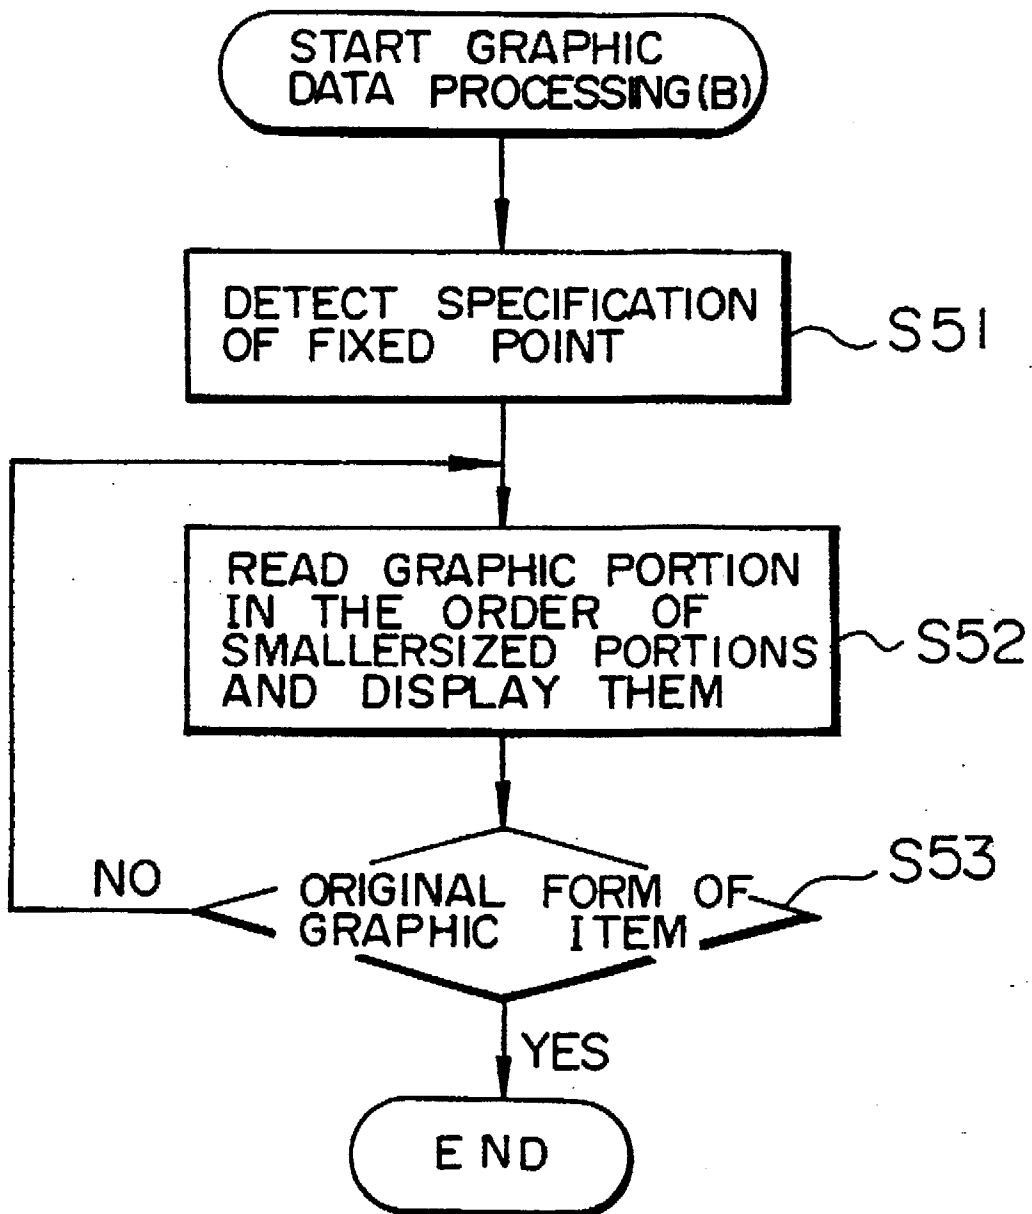 START GRAPHIC
DATA PROCESSING(B)
DETECT SPECIFICATION
OF FIXED POINT
S51
READ GRAPHIC PORTION
IN THE ORDER OF
SMALLERSIZED PORTIONS
AND DISPLAY THEM
S52
NO
ORIGINAL FORM OF
GRAPHIC ITEM
S53
YES
END